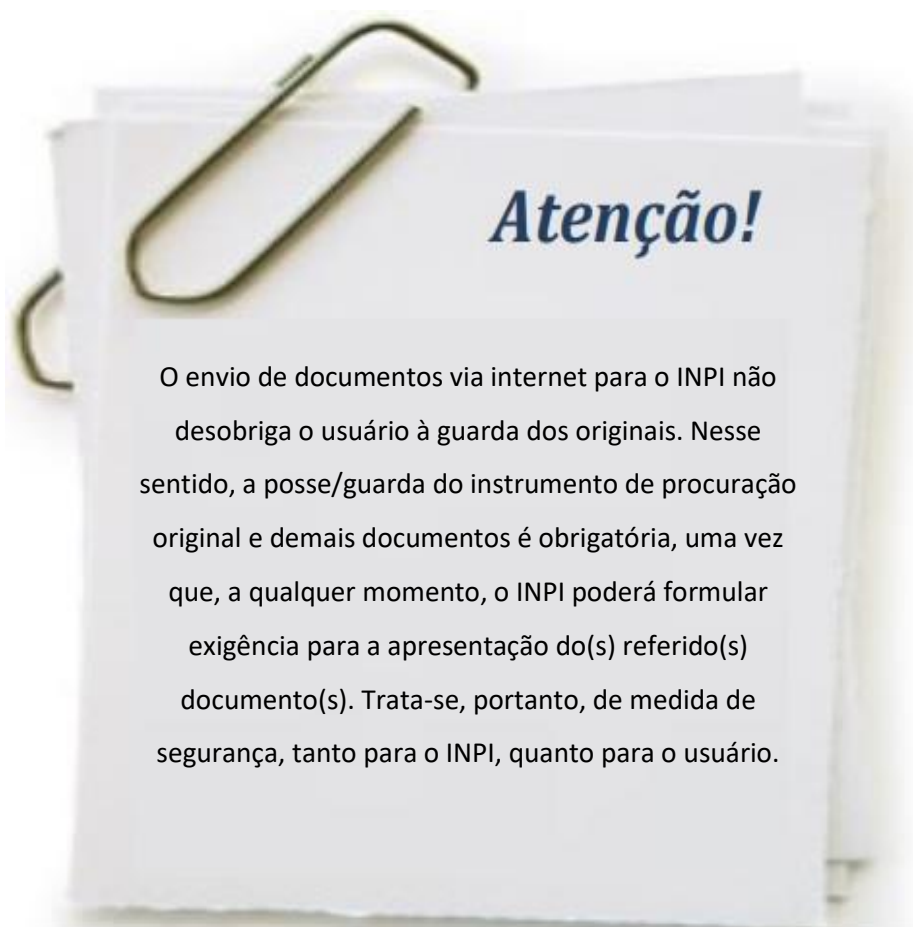 Atenção!
O envio de documentos via internet para o INPI não
desobriga o usuário à guarda dos originais. Nesse
sentido, a posse/guarda do instrumento de procuração
original e demais documentos é obrigatória, uma vez
que, a qualquer momento, o INPI poderá formular
exigência para a apresentação do(s) referido(s)
documento(s). Trata-se, portanto, de medida de
segurança, tanto para o INPI, quanto para o usuário.